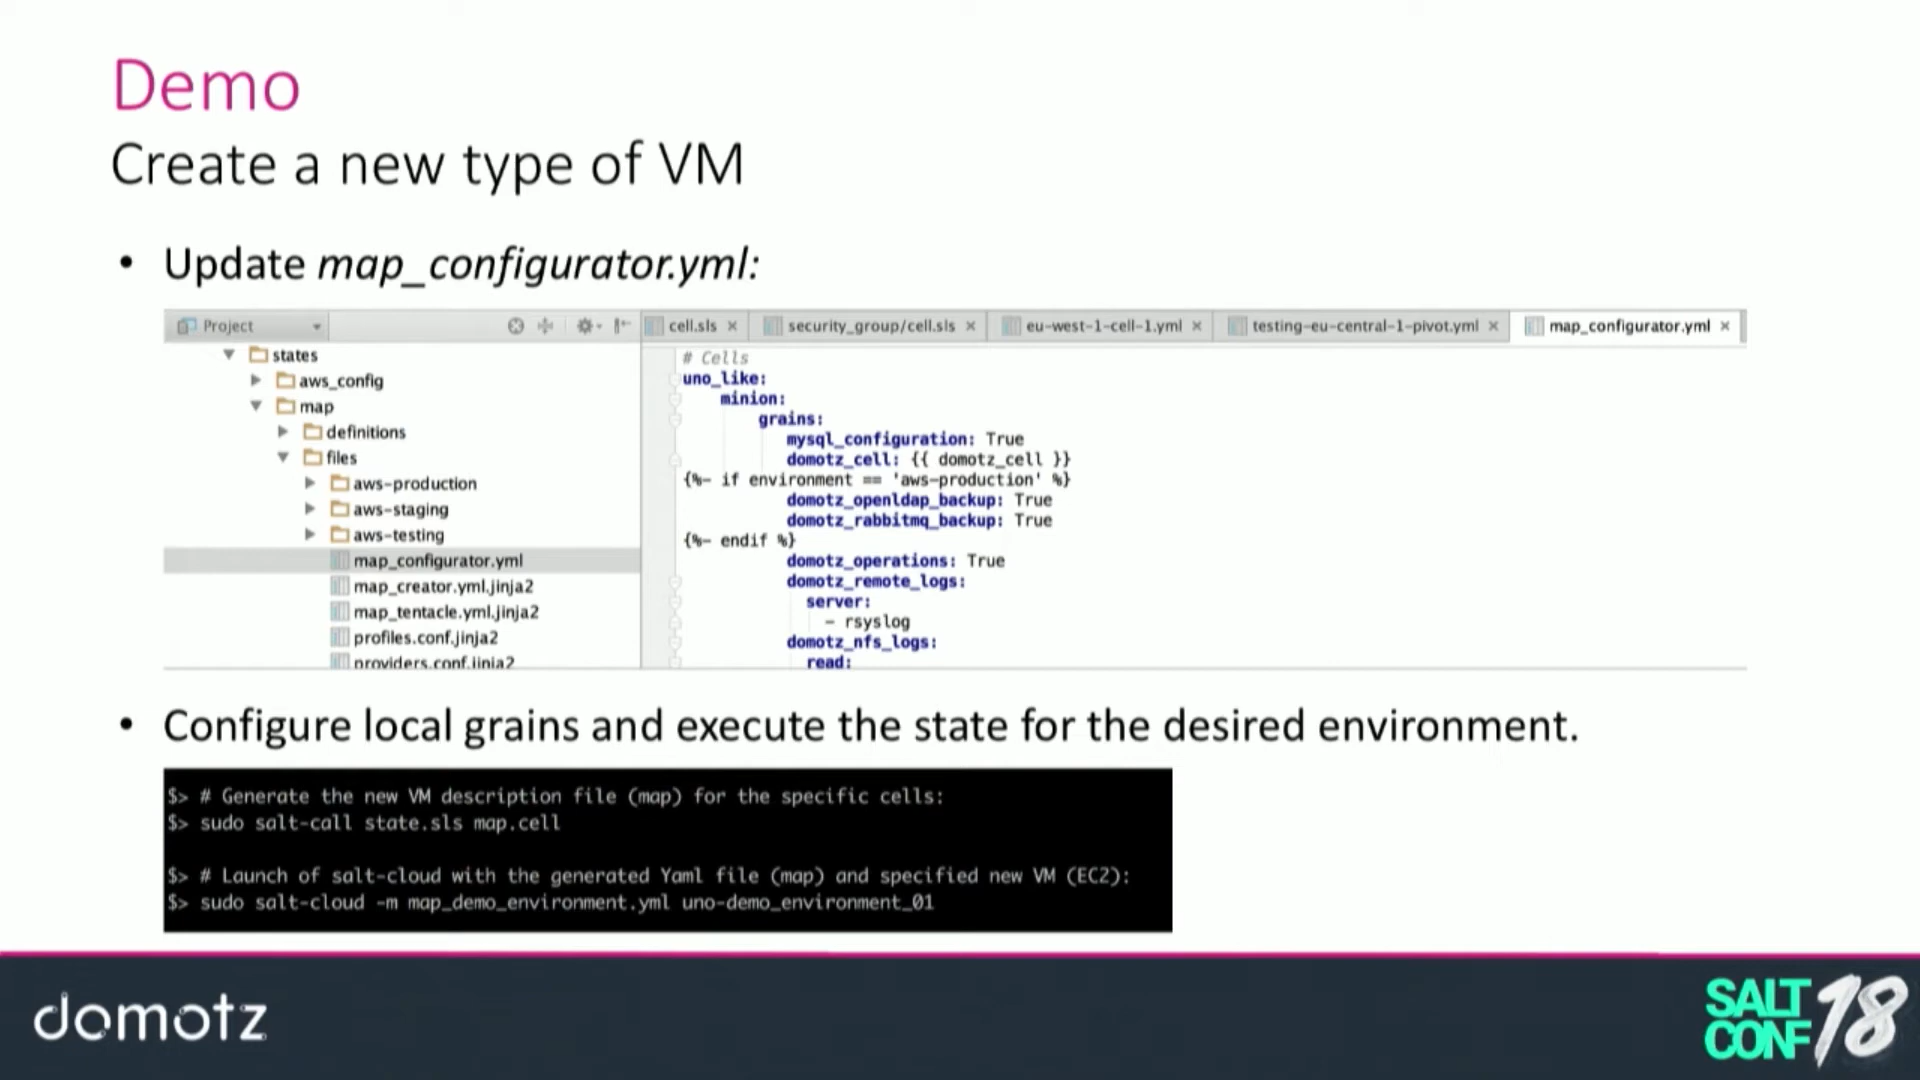 Demo
Create a new type of VM
• Update map_configurator.yml:
Project
cell.sls × security_group/cell.sls × eu-west-1-cell-1.yml × testing-eu-central-1-pivot.yml × map_configurator.yml ×
states
aws_config
map
definitions
files
aws-production
aws-staging
aws-testing
map_configurator.yml
map_creator.yml.jinja2
map_tentacle.yml.jinja2
profiles.conf.jinja2
providers.conf.jinja2
# Cells
uno_like:
minion:
grains:
mysql_configuration: True
domotz_cell: {{ domotz_cell }}
{%- if environment == 'aws-production' %}
domotz_openldap_backup: True
domotz_rabbitmq_backup: True
{%- endif %}
domotz_operations: True
domotz_remote_logs:
server:
- rsyslog
domotz_nfs_logs:
read:
• Configure local grains and execute the state for the desired environment.
$> # Generate the new VM description file (map) for the specific cells:
$> sudo salt-call state.sls map.cell
$> # Launch of salt-cloud with the generated Yaml file (map) and specified new VM (EC2):
$> sudo salt-cloud -m map_demo_environment.yml uno-demo_environment_01
domotz
SALT
CONF 18